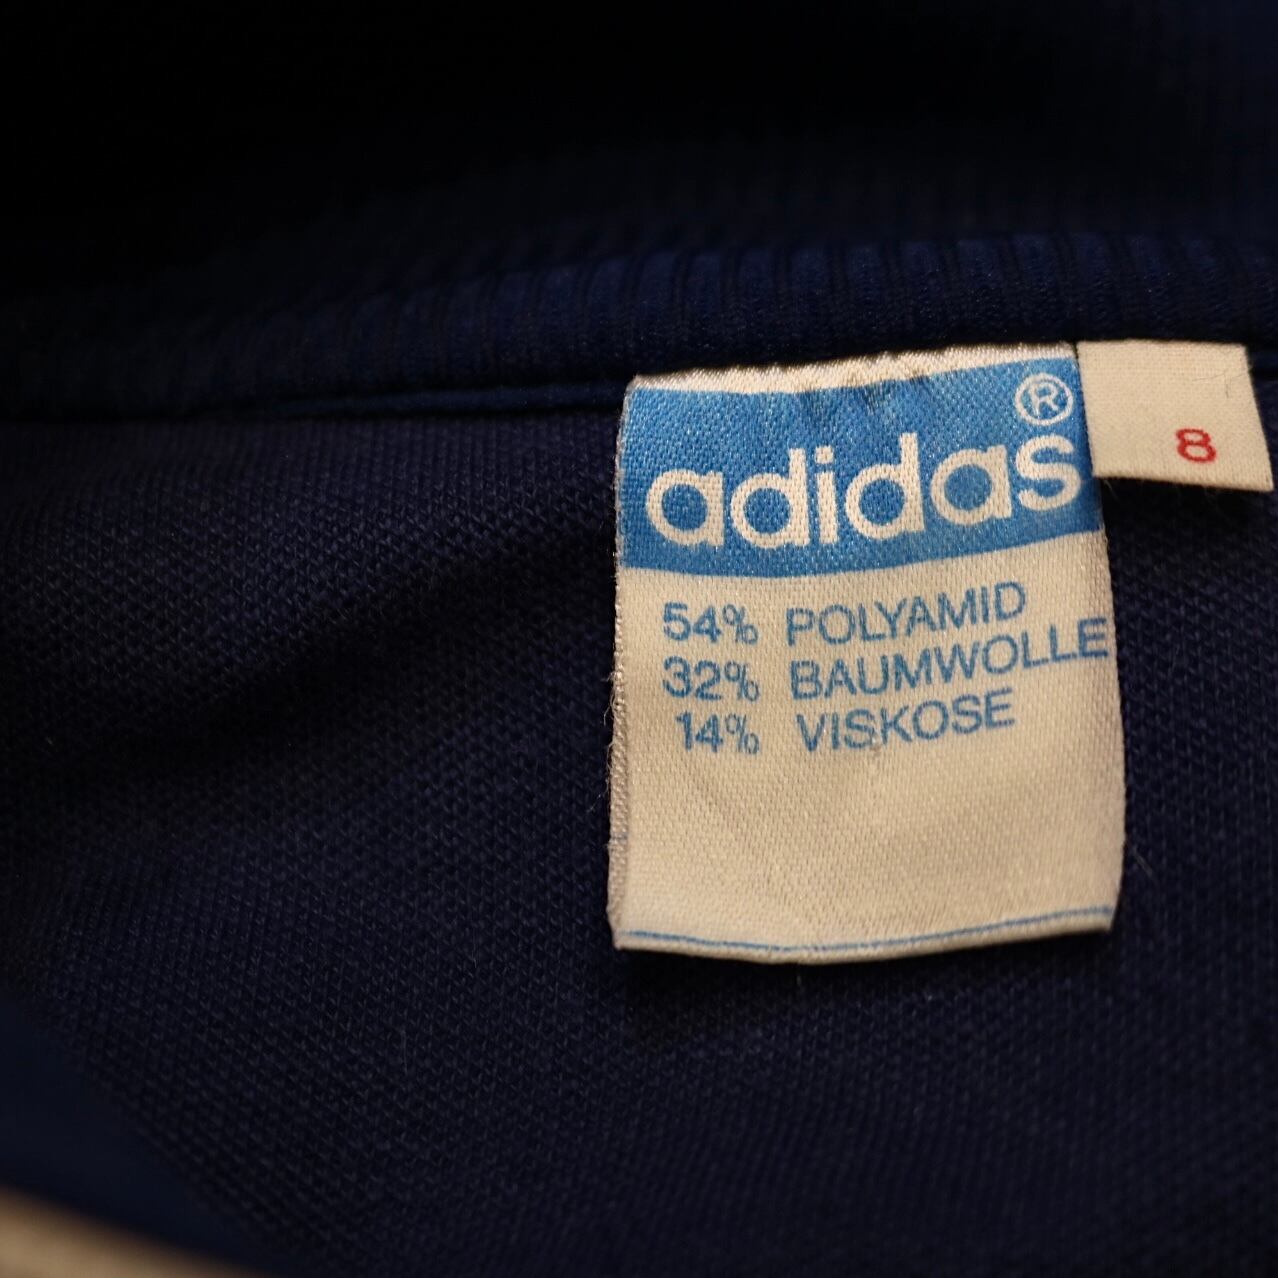 adidas®
8
54% POLYAMID
32% BAUMWOLLE
14% VISKOSE